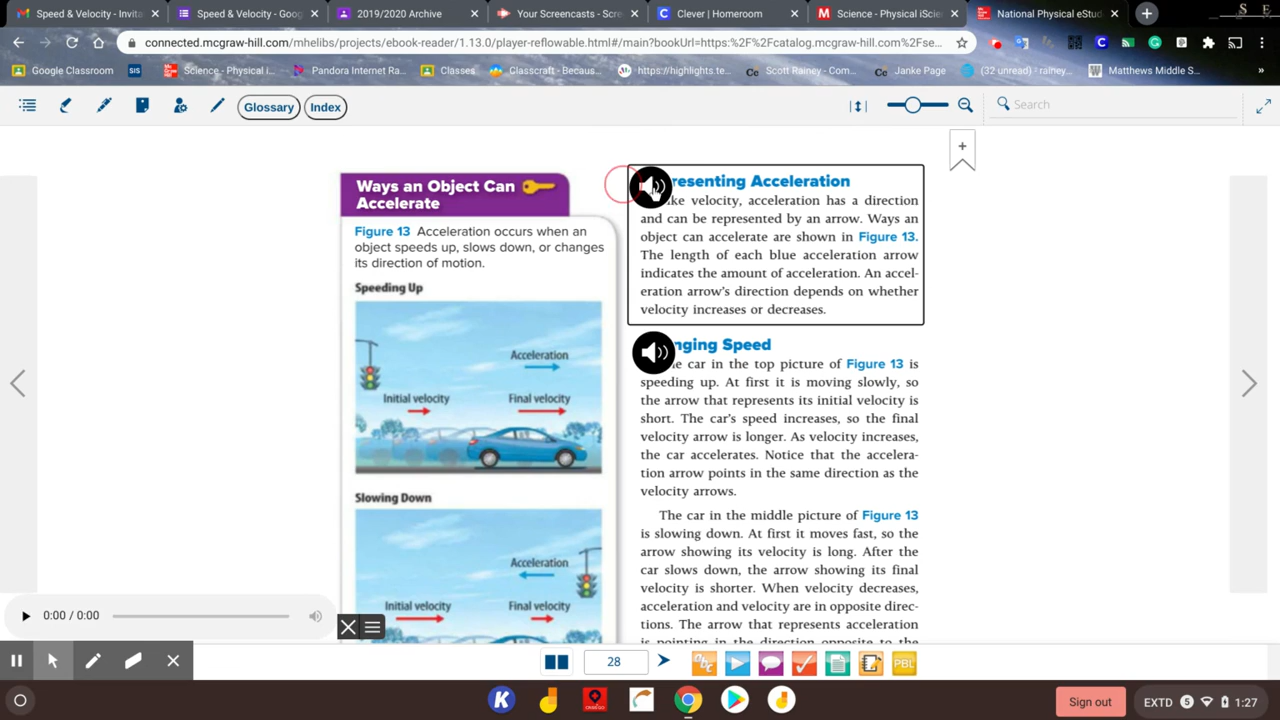 Speed & Velocity - Invita
Speed & Velocity - Goog
2019/2020 Archive
Your Screencasts - Scre
Clever | Homeroom
Science - Physical iScie
National Physical eStud
connected.mcgraw-hill.com/mhelibs/projects/ebook-reader/1.13.0/player-reflowable.html#/main?bookUrl=https:%2F%2Fcatalog.mcgraw-hill.com%2Fse...
Google Classroom
SIS
Science - Physical i...
Pandora Internet Ra...
Classes
Classcraft - Becaus...
https://highlights.te...
Scott Rainey - Com...
Janke Page
(32 unread) - rainey...
Matthews Middle S...
»
Glossary
Index
Search
Ways an Object Can
Accelerate
Figure 13 Acceleration occurs when an
object speeds up, slows down, or changes
its direction of motion.
Speeding Up
Acceleration
Initial velocity
Final velocity
Slowing Down
Acceleration
Initial velocity
Final velocity
resenting Acceleration
ke velocity, acceleration has a direction
and can be represented by an arrow. Ways an
object can accelerate are shown in Figure 13.
The length of each blue acceleration arrow
indicates the amount of acceleration. An accel-
eration arrow's direction depends on whether
velocity increases or decreases.
nging Speed
e car in the top picture of Figure 13 is
speeding up. At first it is moving slowly, so
the arrow that represents its initial velocity is
short. The car's speed increases, so the final
velocity arrow is longer. As velocity increases,
the car accelerates. Notice that the accelera-
tion arrow points in the same direction as the
velocity arrows.
The car in the middle picture of Figure 13
is slowing down. At first it moves fast, so the
arrow showing its velocity is long. After the
car slows down, the arrow showing its final
velocity is shorter. When velocity decreases,
acceleration and velocity are in opposite direc-
tions. The arrow that represents acceleration
is pointing in the direction opposite to the
0:00 / 0:00
28
abc
PBL
Sign out
EXTD
5
1:27